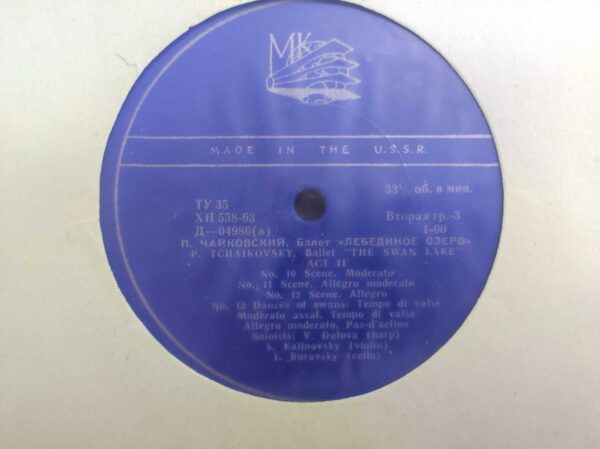 МК
MADE IN THE U.S.S.R.
ТУ 35
XII 558-63
Д—04986(а)
33⅓ об. в мин.
Вторая гр.-3
1-00
П. ЧАЙКОВСКИЙ. Балет «ЛЕБЕДИНОЕ ОЗЕРО»
P. TCHAIKOVSKY. Ballet "THE SWAN LAKE"
ACT II
No. 10 Scene. Moderato
No. 11 Scene. Allegro moderato
No. 12 Scene. Allegro
No. 13 Dances of swans: Tempo di valse
Moderato assai. Tempo di valse
Allegro moderato. Pas-d'action
Soloists: V. Dulova (harp)
S. Kalinovsky (violin)
I. Buravsky (cello)